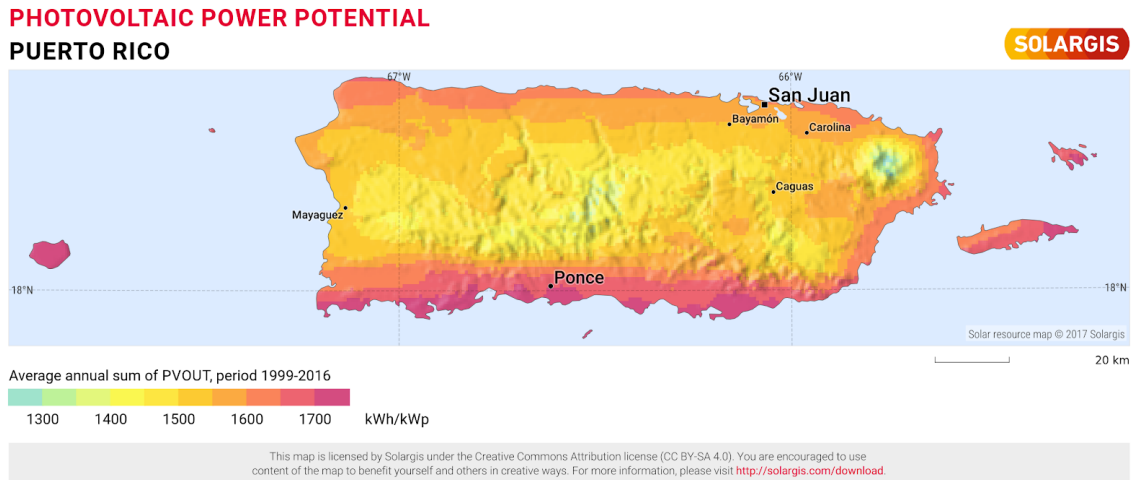 PHOTOVOLTAIC POWER POTENTIAL
PUERTO RICO
SOLARGIS
67°W
66°W
San Juan
Bayamón
Carolina
Caguas
Mayaguez
Ponce
18°N
18°N
Solar resource map © 2017 Solargis
20 km
Average annual sum of PVOUT, period 1999-2016
1300 1400 1500 1600 1700 kWh/kWp
This map is licensed by Solargis under the Creative Commons Attribution license (CC BY-SA 4.0). You are encouraged to use
content of the map to benefit yourself and others in creative ways. For more information, please visit http://solargis.com/download.